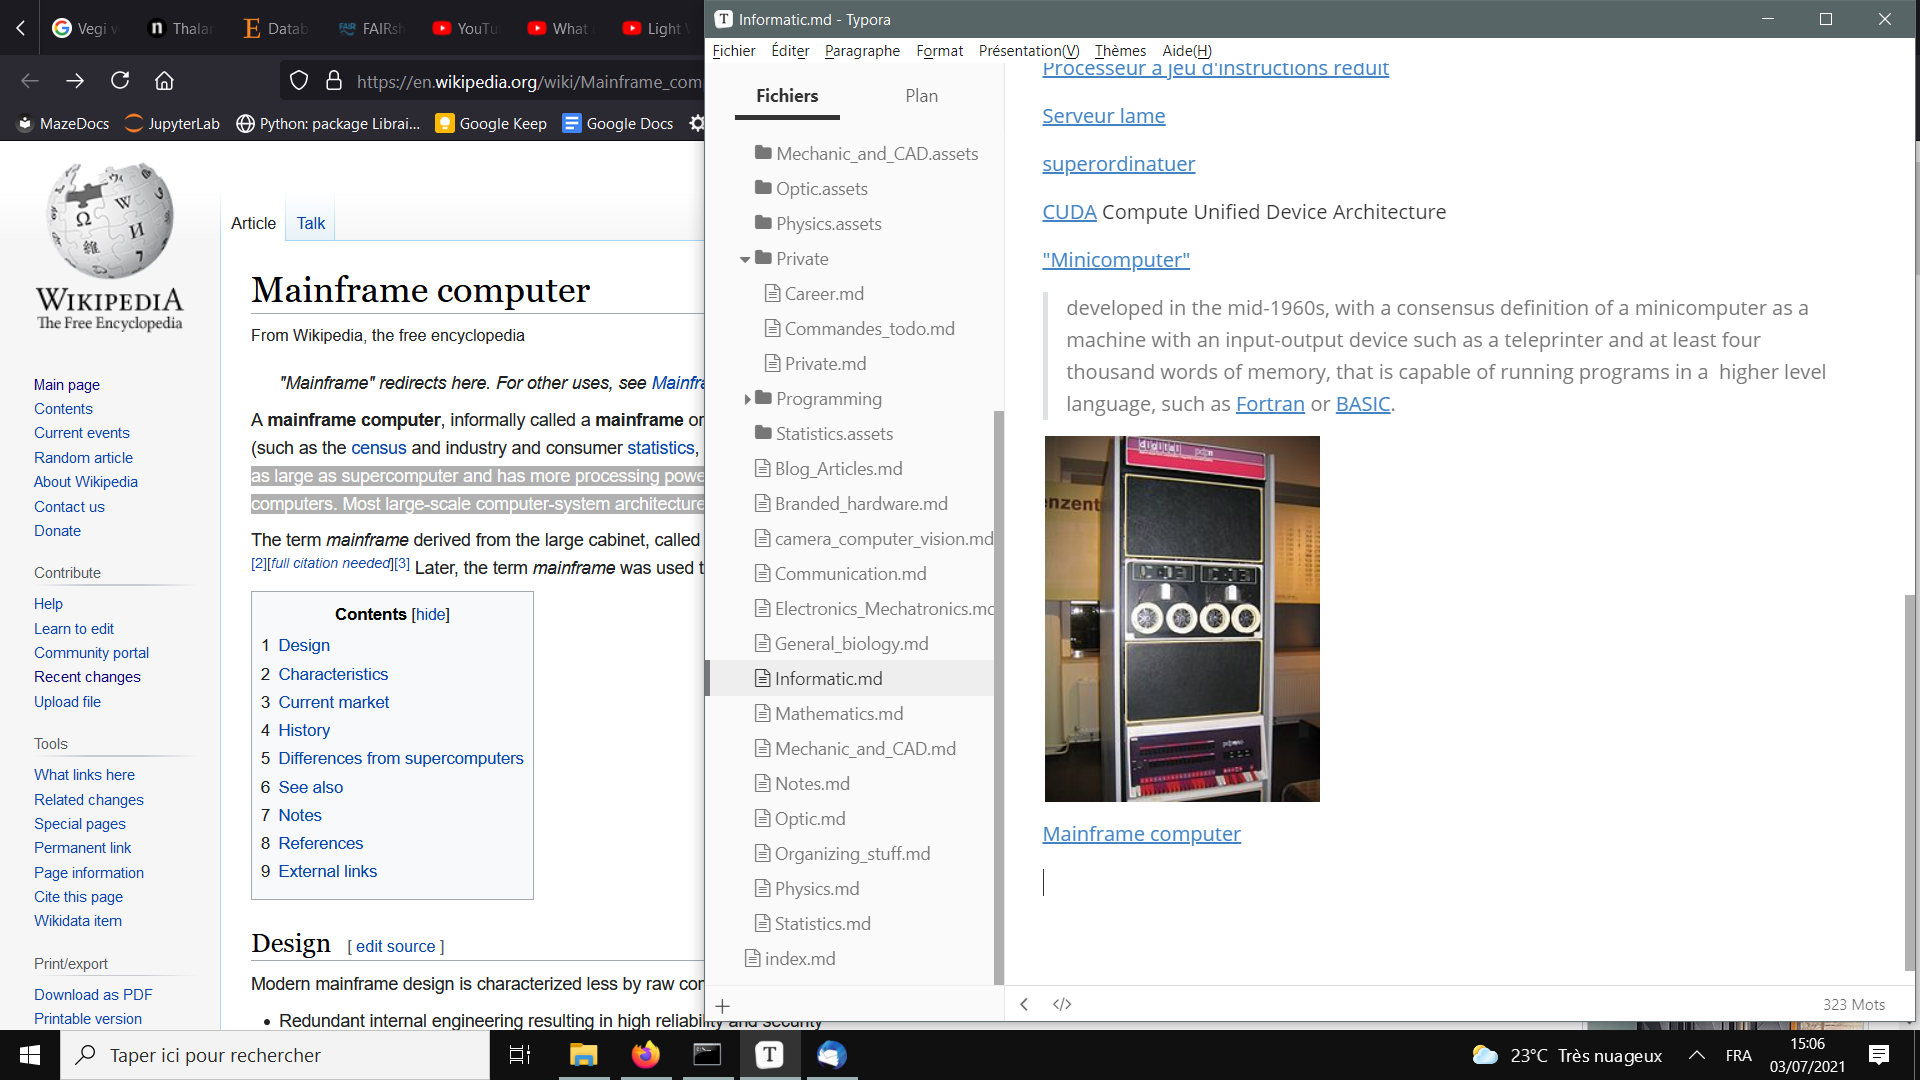 Vegi v
Thalar
Datab
FAIRsh
YouTu
What
Light V
https://en.wikipedia.org/wiki/Mainframe_com
MazeDocs
JupyterLab
Python: package Librai...
Google Keep
Google Docs
WIKIPEDIA
The Free Encyclopedia
Main page
Contents
Current events
Random article
About Wikipedia
Contact us
Donate
Contribute
Help
Learn to edit
Community portal
Recent changes
Upload file
Tools
What links here
Related changes
Special pages
Permanent link
Page information
Cite this page
Wikidata item
Print/export
Download as PDF
Printable version
Article
Talk
Mainframe computer
From Wikipedia, the free encyclopedia
"Mainframe" redirects here. For other uses, see Mainfra
A mainframe computer, informally called a mainframe or
(such as the census and industry and consumer statistics,
as large as supercomputer and has more processing powe
computers. Most large-scale computer-system architecture
The term mainframe derived from the large cabinet, called
[2][full citation needed][3] Later, the term mainframe was used t
Contents [hide]
1 Design
2 Characteristics
3 Current market
4 History
5 Differences from supercomputers
6 See also
7 Notes
8 References
9 External links
Design [ edit source ]
Modern mainframe design is characterized less by raw cor
• Redundant internal engineering resulting in high reliability and security
T Informatic.md - Typora
Fichier Éditer Paragraphe Format Présentation(V) Thèmes Aide(H)
Fichiers
Plan
Mechanic_and_CAD.assets
Optic.assets
Physics.assets
Private
Career.md
Commandes_todo.md
Private.md
Programming
Statistics.assets
Blog_Articles.md
Branded_hardware.md
camera_computer_vision.md
Communication.md
Electronics_Mechatronics.md
General_biology.md
Informatic.md
Mathematics.md
Mechanic_and_CAD.md
Notes.md
Optic.md
Organizing_stuff.md
Physics.md
Statistics.md
index.md
Processeur à jeu d'instructions réduit
Serveur lame
superordinatuer
CUDA Compute Unified Device Architecture
"Minicomputer"
developed in the mid-1960s, with a consensus definition of a minicomputer as a
machine with an input-output device such as a teleprinter and at least four
thousand words of memory, that is capable of running programs in a higher level
language, such as Fortran or BASIC.
digital
enzent
Mainframe computer
323 Mots
Taper ici pour rechercher
T
23°C Très nuageux
FRA
15:06
03/07/2021